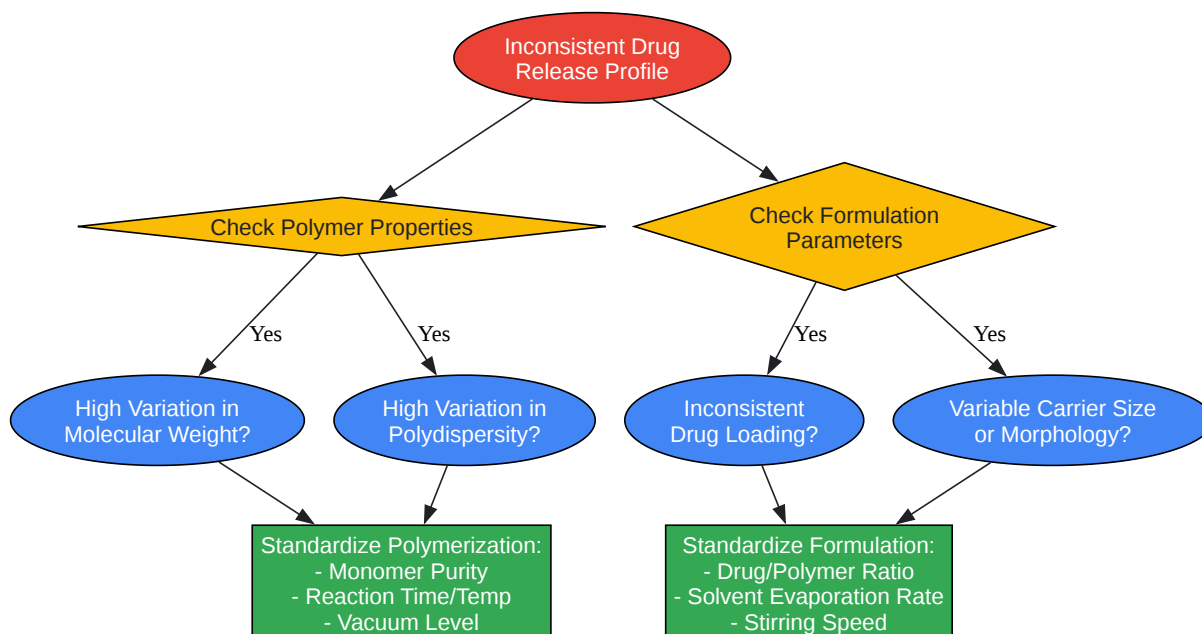 Inconsistent Drug
Release Profile
Check Polymer Properties
Check Formulation
Parameters
Yes
Yes
Yes
Yes
High Variation in
Molecular Weight?
High Variation in
Polydispersity?
Inconsistent
Drug Loading?
Variable Carrier Size
or Morphology?
Standardize Polymerization:
- Monomer Purity
- Reaction Time/Temp
- Vacuum Level
Standardize Formulation:
- Drug/Polymer Ratio
- Solvent Evaporation Rate
- Stirring Speed